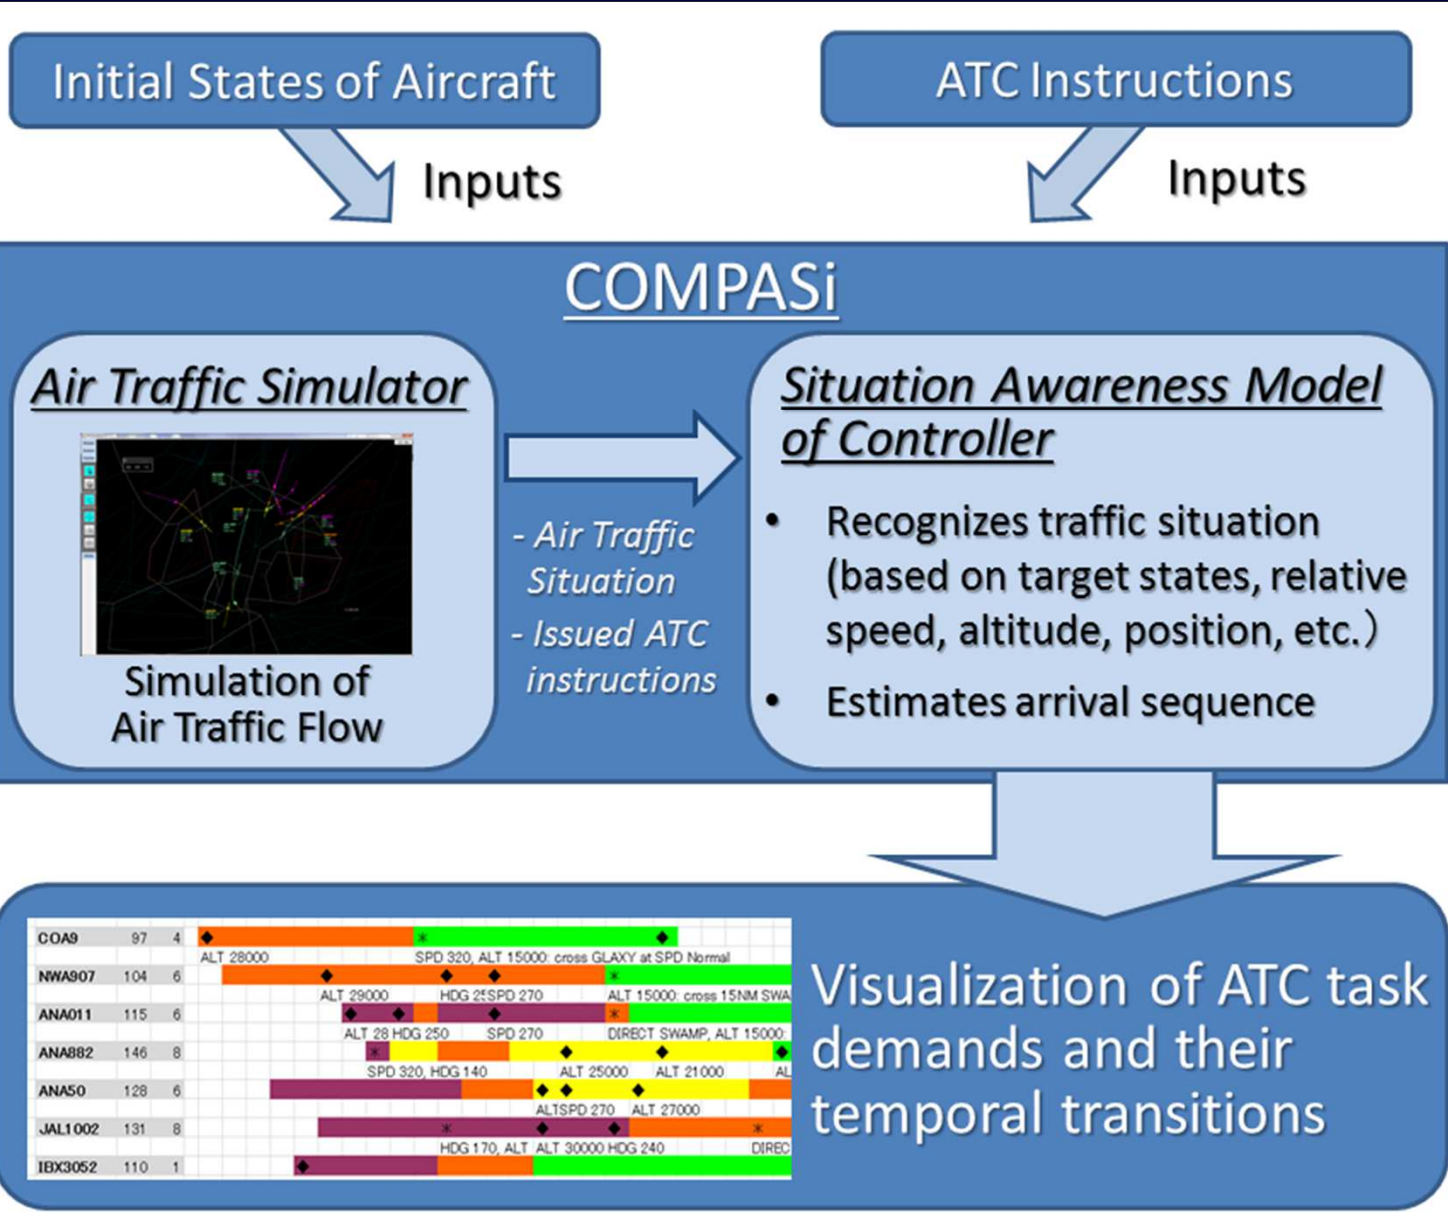 Initial States of Aircraft
ATC Instructions
Inputs
Inputs
COMPASi
Air Traffic Simulator
Simulation of
Air Traffic Flow
- Air Traffic
Situation
- Issued ATC
instructions
Situation Awareness Model
of Controller
• Recognizes traffic situation
(based on target states, relative
speed, altitude, position, etc.)
• Estimates arrival sequence
COA9 97 4
ALT 28000 SPD 320, ALT 15000: cross GLAXY at SPD Normal
NWA907 104 6
ALT 29000 HDG 25 SPD 270 ALT 15000: cross 15NM SWA
ANA011 115 6
ALT 28 HDG 250 SPD 270 DIRECT SWAMP, ALT 15000:
ANA882 146 8
SPD 320, HDG 140 ALT 25000 ALT 21000 AL
ANA50 128 6
ALTSPD 270 ALT 27000
JAL1002 131 8
HDG 170, ALT ALT 30000 HDG 240 DIREC
IBX3052 110 1
Visualization of ATC task
demands and their
temporal transitions